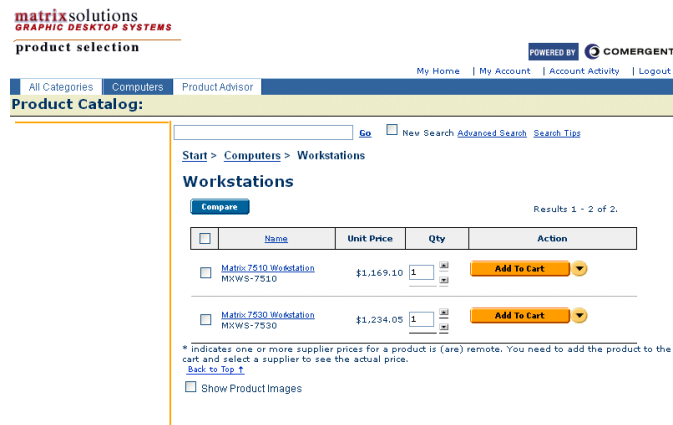 matrixsolutions
GRAPHIC DESKTOP SYSTEMS
product selection
POWERED BY COMERGENT
My Home | My Account | Account Activity | Logout
All Categories Computers Product Advisor
Product Catalog:
Go New Search Advanced Search Search Tips
Start > Computers > Workstations
Workstations
Compare
Results 1 - 2 of 2.
Name Unit Price Qty Action
Matrix 7510 Workstation
MXWS-7510
$1,169.10 1 Add To Cart
Matrix 7530 Workstation
MXWS-7530
$1,234.05 1 Add To Cart
* indicates one or more supplier prices for a product is (are) remote. You need to add the product to the
cart and select a supplier to see the actual price.
Back to Top ↑
Show Product Images